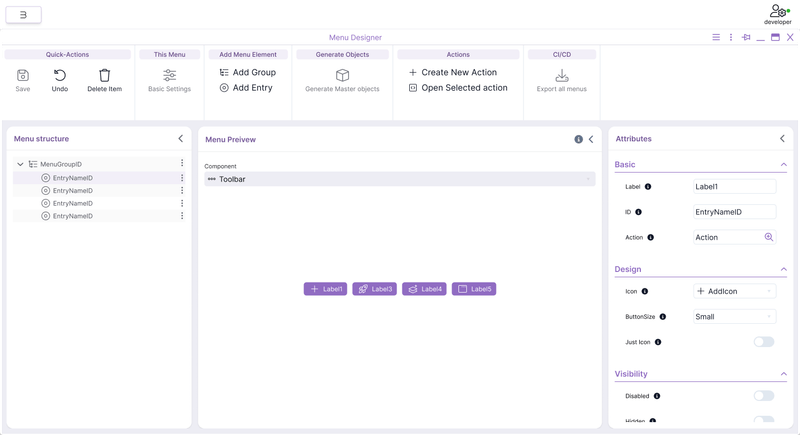 developer
Menu Designer
Quick-Actions
This Menu
Add Menu Element
Generate Objects
Actions
CI/CD
Save
Undo
Delete Item
Basic Settings
Add Group
Add Entry
Generate Master objects
Create New Action
Open Selected action
Export all menus
Menu structure
MenuGroupID
EntryNameID
EntryNameID
EntryNameID
EntryNameID
Menu Preivew
Component
Toolbar
Label1
Label3
Label4
Label5
Attributes
Basic
Label
Label1
ID
EntryNameID
Action
Action
Design
Icon
AddIcon
ButtonSize
Small
Just Icon
Visibility
Disabled
Hidden